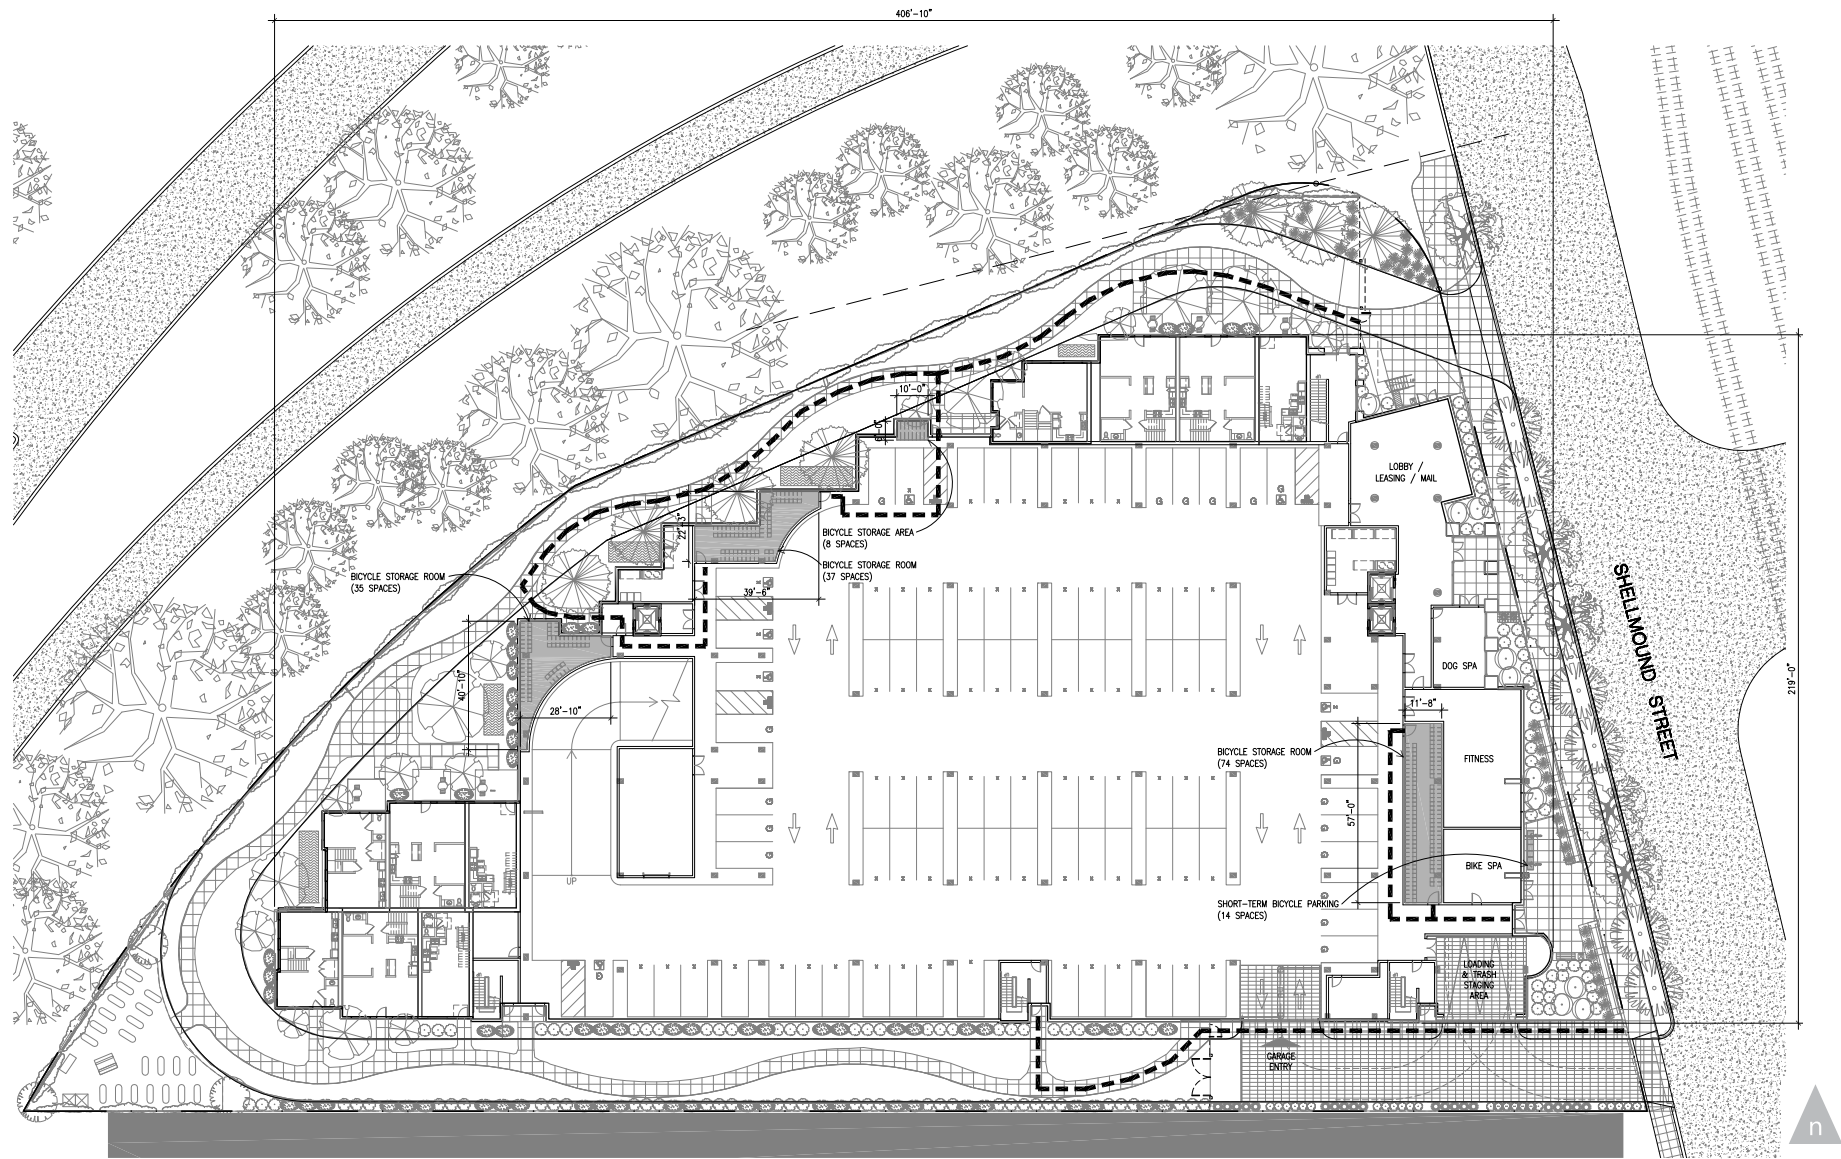 406'-10"
10'-0"
LOBBY /
LEASING / MAIL
BICYCLE STORAGE AREA
(8 SPACES)
22'-3"
BICYCLE STORAGE ROOM
(37 SPACES)
BICYCLE STORAGE ROOM
(35 SPACES)
39'-6"
SHELLMOUND STREET
DOG SPA
40'-10"
28'-10"
219'-0"
11'-8"
BICYCLE STORAGE ROOM
(74 SPACES)
FITNESS
57'-0"
BIKE SPA
UP
SHORT-TERM BICYCLE PARKING
(14 SPACES)
LOADING
& TRASH
STAGING
AREA
GARAGE
ENTRY
n